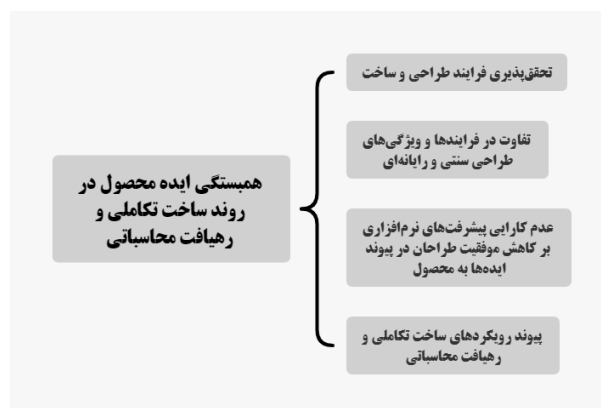 تحقق‌پذیری فرایند طراحی و ساخت
تفاوت در فرایندها و ویژگی‌های
طراحی سنتی و رایانه‌ای
همبستگی ایده محصول در
روند ساخت تکاملی و
رهیافت محاسباتی
عدم کارایی پیشرفت‌های نرم‌افزاری
بر کاهش موفقیت طراحان در پیوند
ایده‌ها به محصول
پیوند رویکردهای ساخت تکاملی و
رهیافت محاسباتی